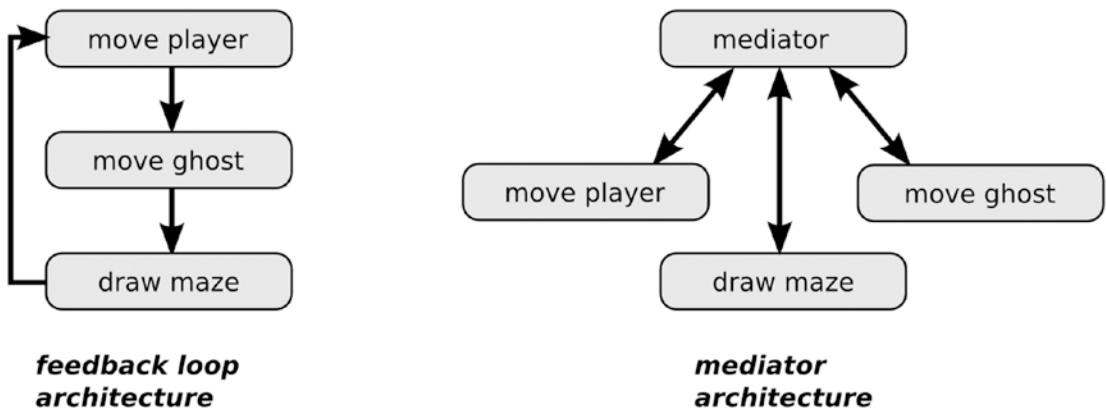 move player
move ghost
draw maze
feedback loop
architecture
mediator
move player
move ghost
draw maze
mediator
architecture